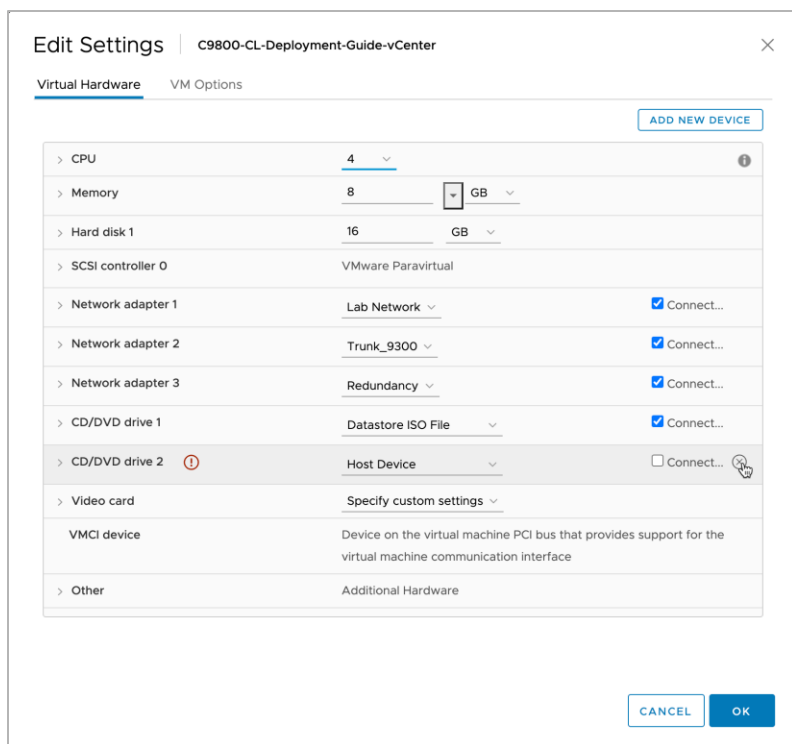 Edit Settings C9800-CL-Deployment-Guide-vCenter
Virtual Hardware VM Options
ADD NEW DEVICE
CPU 4
Memory 8 GB
Hard disk 1 16 GB
SCSI controller 0 VMware Paravirtual
Network adapter 1 Lab Network Connect...
Network adapter 2 Trunk_9300 Connect...
Network adapter 3 Redundancy Connect...
CD/DVD drive 1 Datastore ISO File Connect...
CD/DVD drive 2 Host Device Connect...
Video card Specify custom settings
VMCI device Device on the virtual machine PCI bus that provides support for the
virtual machine communication interface
Other Additional Hardware
CANCEL OK